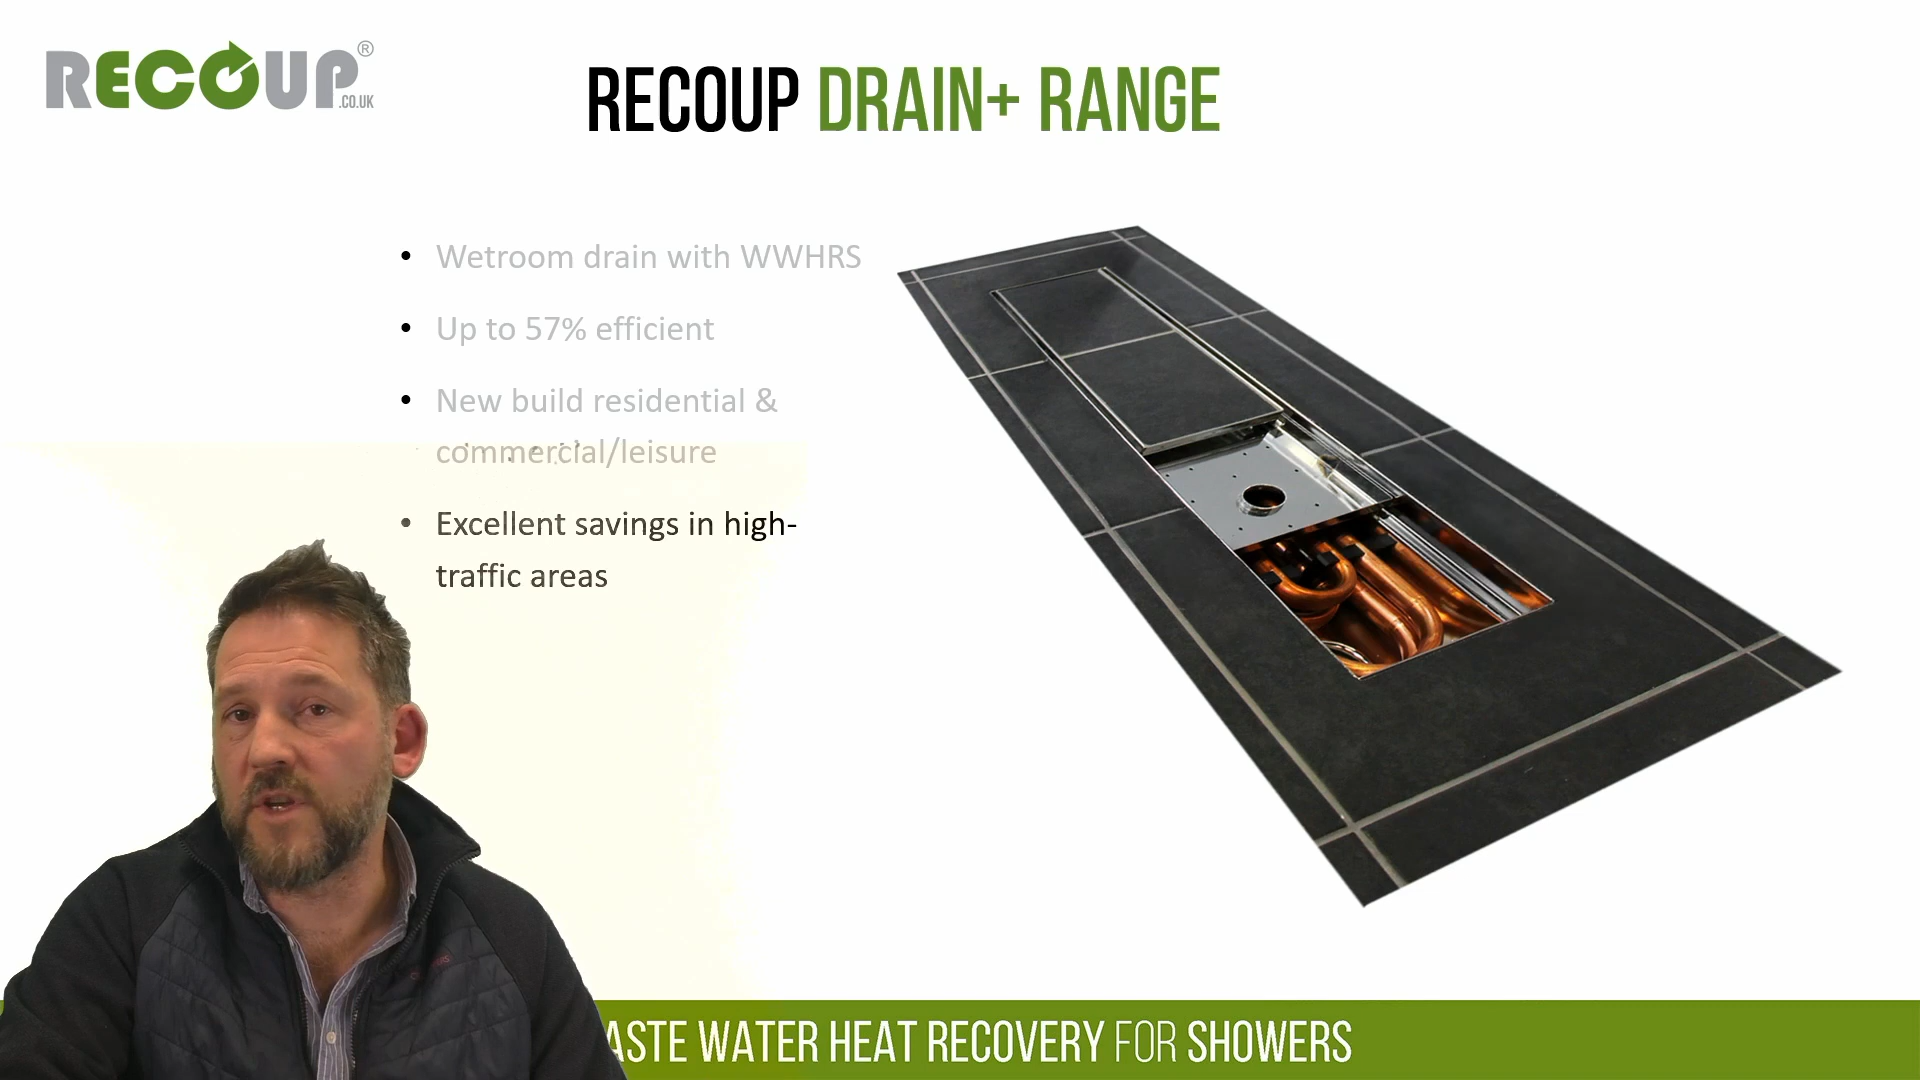 RECOUP®
.CO.UK
RECOUP DRAIN+ RANGE
• Wetroom drain with WWHRS
• Up to 57% efficient
• New build residential &
commercial/leisure
• Excellent savings in high-
traffic areas
ASTE WATER HEAT RECOVERY FOR SHOWERS